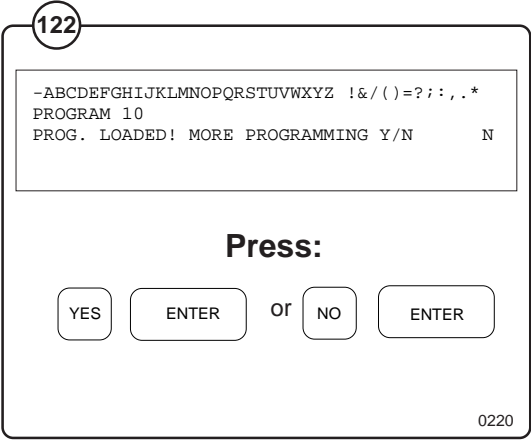 122
-ABCDEFGHIJKLMNOPQRSTUVWXYZ !&/()=?;:,.*
PROGRAM 10
PROG. LOADED! MORE PROGRAMMING Y/N N
Press:
YES ENTER or NO ENTER
0220